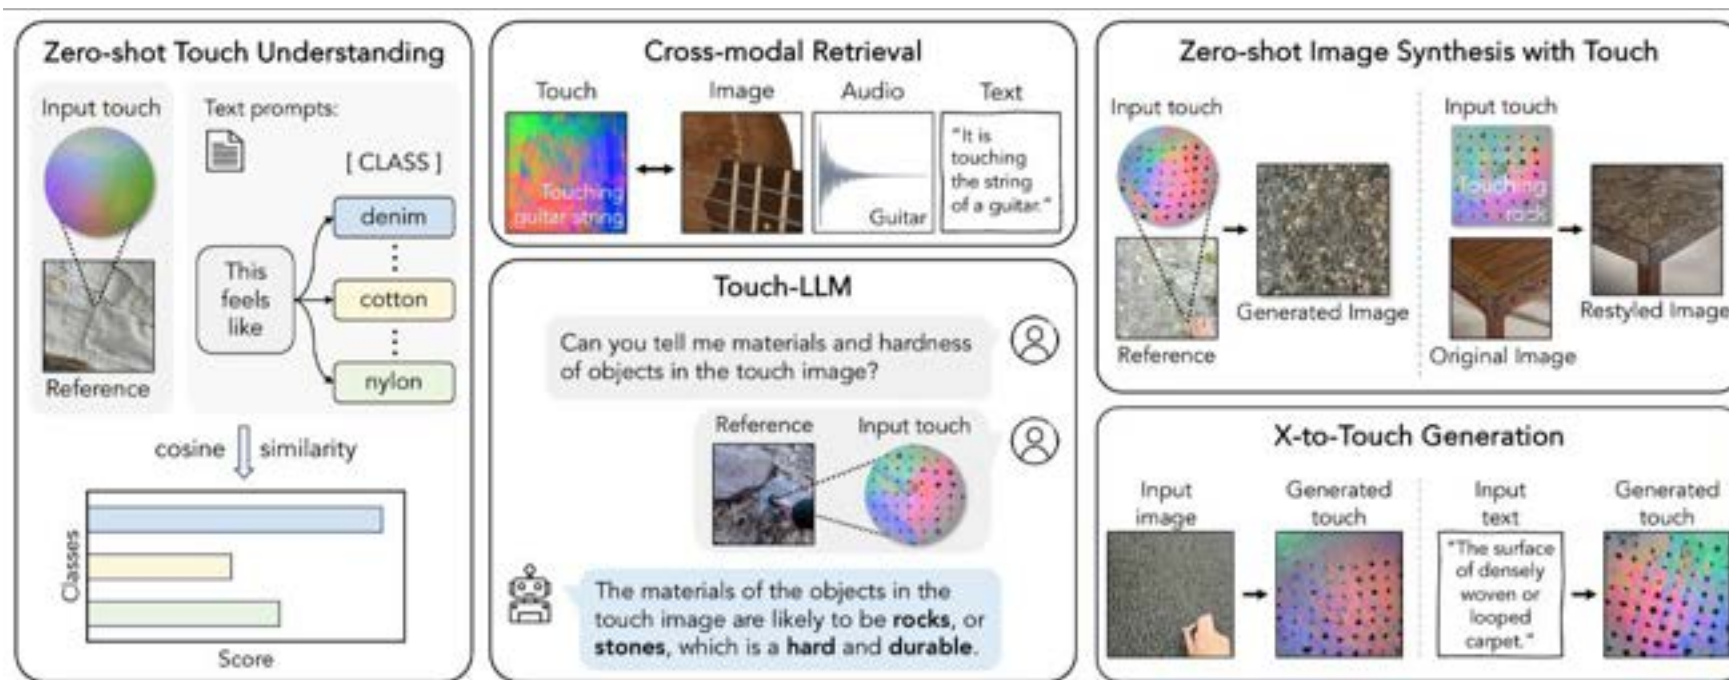 Zero-shot Touch Understanding
Input touch
Text prompts:
[ CLASS ]
denim
This
feels
like
cotton
nylon
Reference
cosine
similarity
Classes
Score
Cross-modal Retrieval
Touch
Image
Audio
Text
Touching
guitar string
Guitar
"It is
touching
the string
of a guitar."
Touch-LLM
Can you tell me materials and hardness
of objects in the touch image?
Reference
Input touch
The materials of the objects in the
touch image are likely to be rocks, or
stones, which is a hard and durable.
Zero-shot Image Synthesis with Touch
Input touch
Reference
Generated Image
Input touch
Touching
rock
Original Image
Restyled Image
X-to-Touch Generation
Input
image
Generated
touch
Input
text
"The surface
of densely
woven or
looped
carpet."
Generated
touch